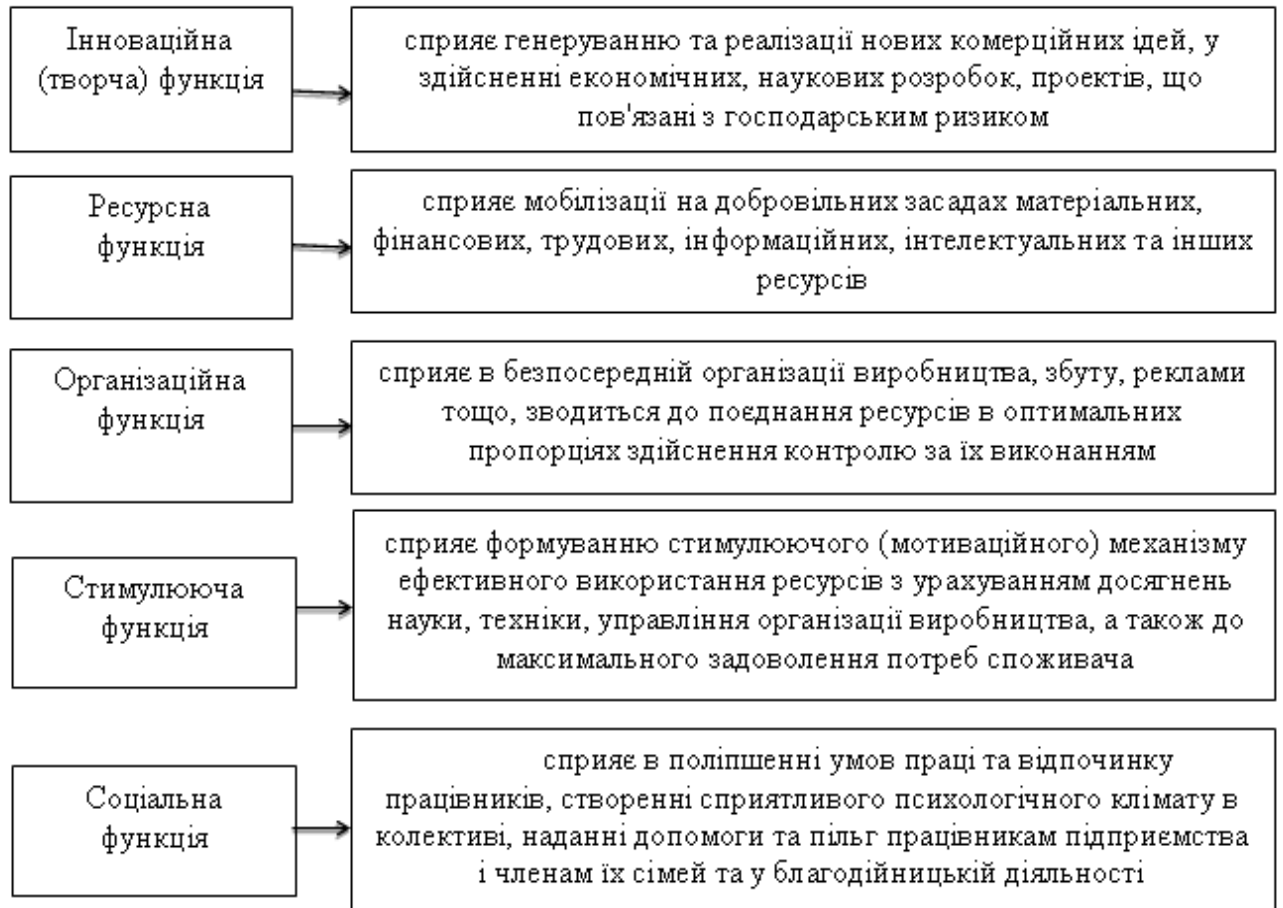 Інноваційна
(творча) функція
сприяє генеруванню та реалізації нових комерційних ідей, у
здійсненні економічних, наукових розробок, проектів, що
пов'язані з господарським ризиком
Ресурсна
функція
сприяє мобілізації на добровільних засадах матеріальних,
фінансових, трудових, інформаційних, інтелектуальних та інших
ресурсів
Організаційна
функція
сприяє в безпосередній організації виробництва, збуту, реклами
тощо, зводиться до поєднання ресурсів в оптимальних
пропорціях здійснення контролю за їх виконанням
Стимулююча
функція
сприяє формуванню стимулюючого (мотиваційного) механізму
ефективного використання ресурсів з урахуванням досягнень
науки, техніки, управління організації виробництва, а також до
максимального задоволення потреб споживача
Соціальна
функція
сприяє в поліпшенні умов праці та відпочинку
працівників, створенні сприятливого психологічного клімату в
колективі, наданні допомоги та пільг працівникам підприємства
і членам їх сімей та у благодійницькій діяльності